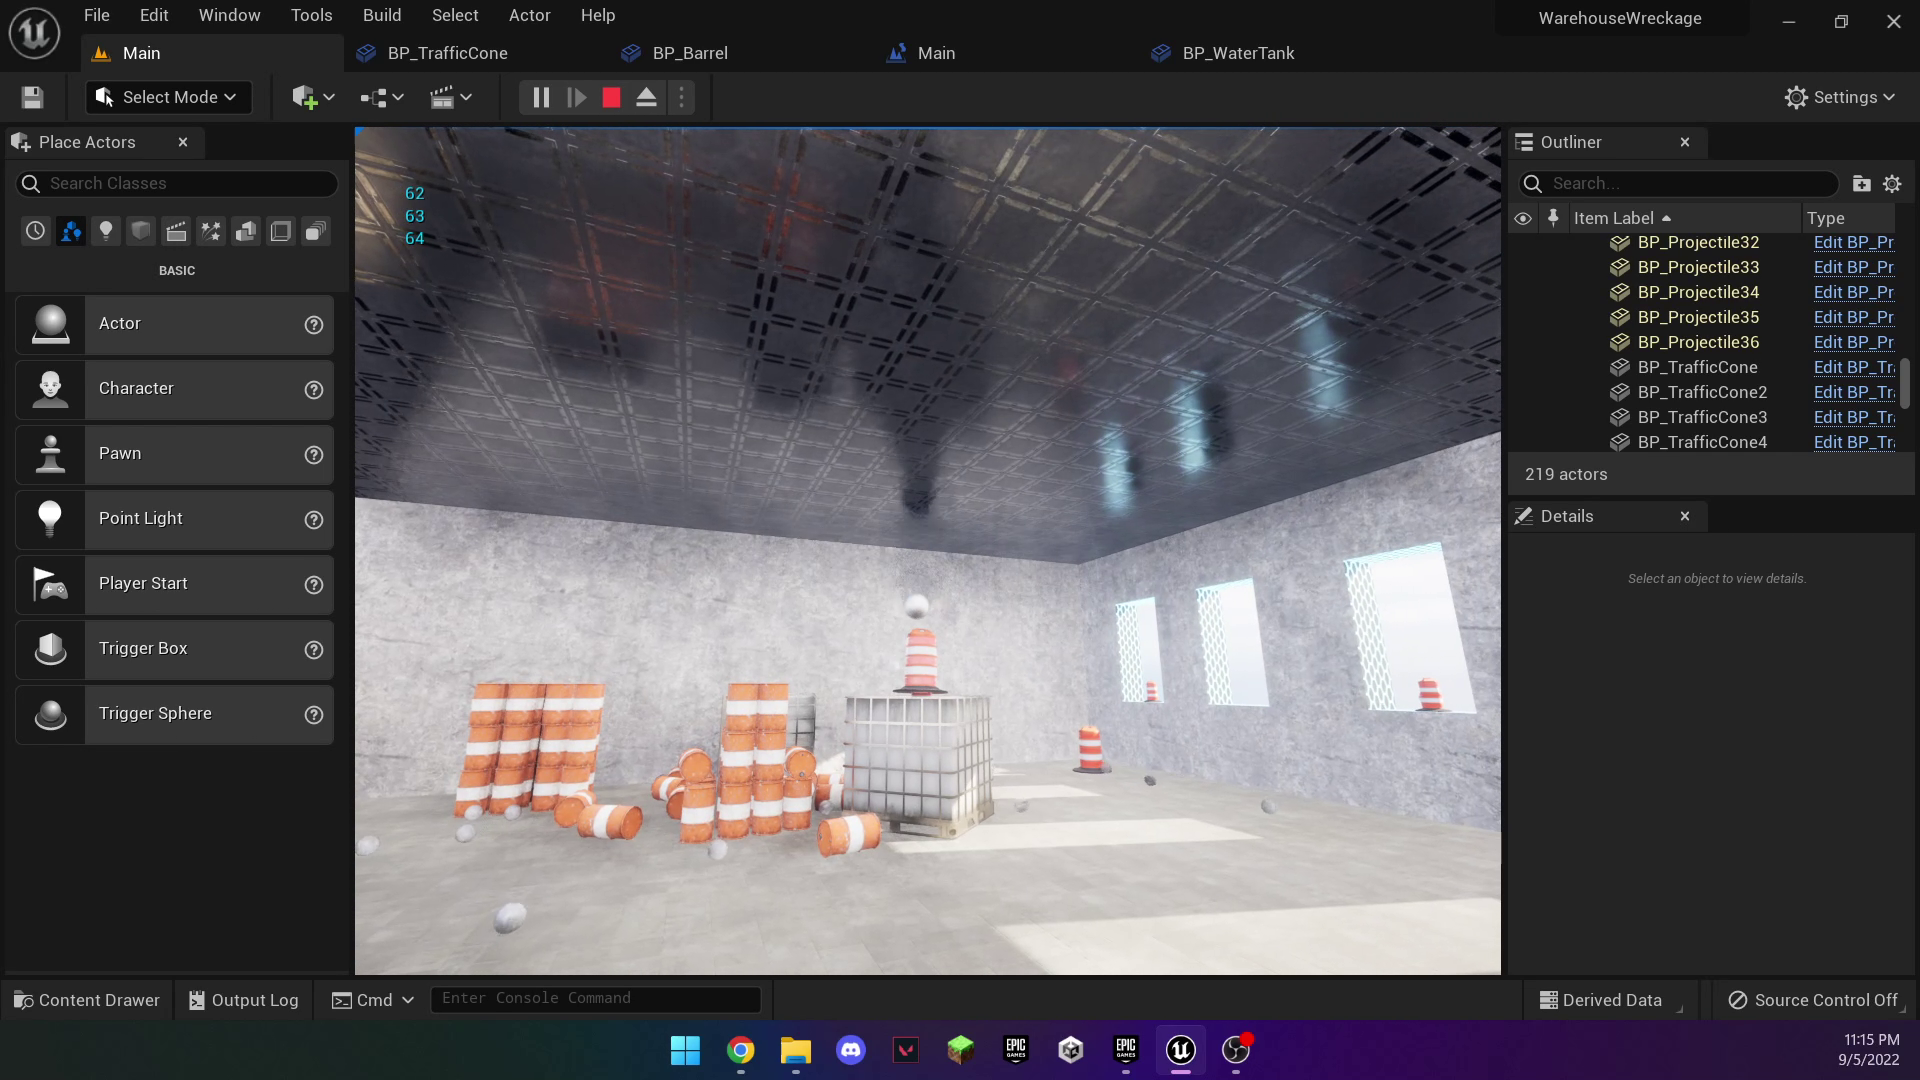 File Edit Window Tools Build Select Actor Help
WarehouseWreckage
Main
BP_TrafficCone
BP_Barrel
Main
BP_WaterTank
Select Mode
Settings
Place Actors
Search Classes
BASIC
Actor
Character
Pawn
Point Light
Player Start
Trigger Box
Trigger Sphere
62
63
64
Outliner
Search...
Item Label Type
BP_Projectile32 Edit BP_Pr
BP_Projectile33 Edit BP_Pr
BP_Projectile34 Edit BP_Pr
BP_Projectile35 Edit BP_Pr
BP_Projectile36 Edit BP_Pr
BP_TrafficCone Edit BP_Tr
BP_TrafficCone2 Edit BP_Tr
BP_TrafficCone3 Edit BP_Tr
BP_TrafficCone4 Edit BP_Tr
219 actors
Details
Select an object to view details.
Content Drawer
Output Log
Cmd
Enter Console Command
Derived Data
Source Control Off
EPIC GAMES
EPIC GAMES
11:15 PM
9/5/2022